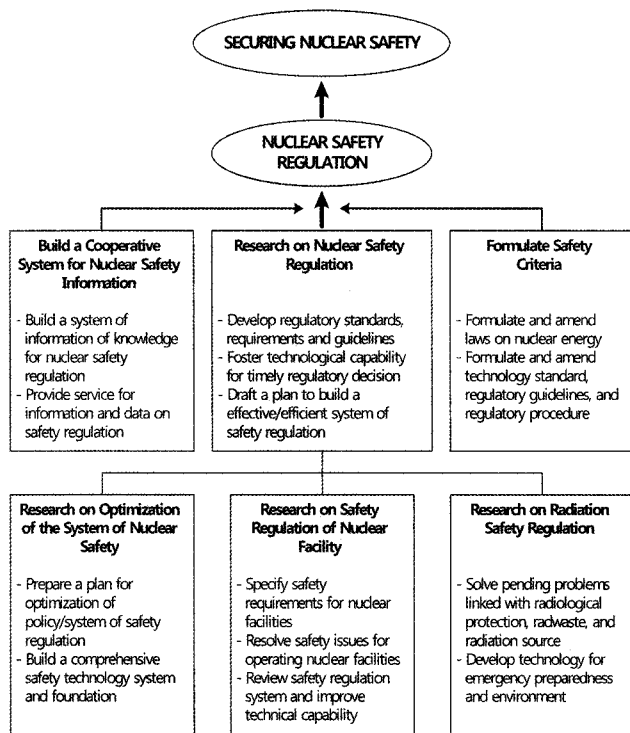 SECURING NUCLEAR SAFETY
NUCLEAR SAFETY
REGULATION
Build a Cooperative
System for Nuclear Safety
Information
- Build a system of
information of knowledge
for nuclear safety
regulation
- Provide service for
information and data on
safety regulation
Research on Nuclear Safety
Regulation
- Develop regulatory standards,
requirements and guidelines
- Foster technological capability
for timely regulatory decision
- Draft a plan to build a
effective/efficient system of
safety regulation
Formulate Safety
Criteria
- Formulate and amend
laws on nuclear energy
- Formulate and amend
technology standard,
regulatory guidelines, and
regulatory procedure
Research on Optimization
of the System of Nuclear
Safety
- Prepare a plan for
optimization of
policy/system of safety
regulation
- Build a comprehensive
safety technology system
and foundation
Research on Safety
Regulation of Nuclear
Facility
- Specify safety
requirements for nuclear
facilities
- Resolve safety issues for
operating nuclear facilities
- Review safety regulation
system and improve
technical capability
Research on Radiation
Safety Regulation
- Solve pending problems
linked with radiological
protection, radwaste, and
radiation source
- Develop technology for
emergency preparedness
and environment